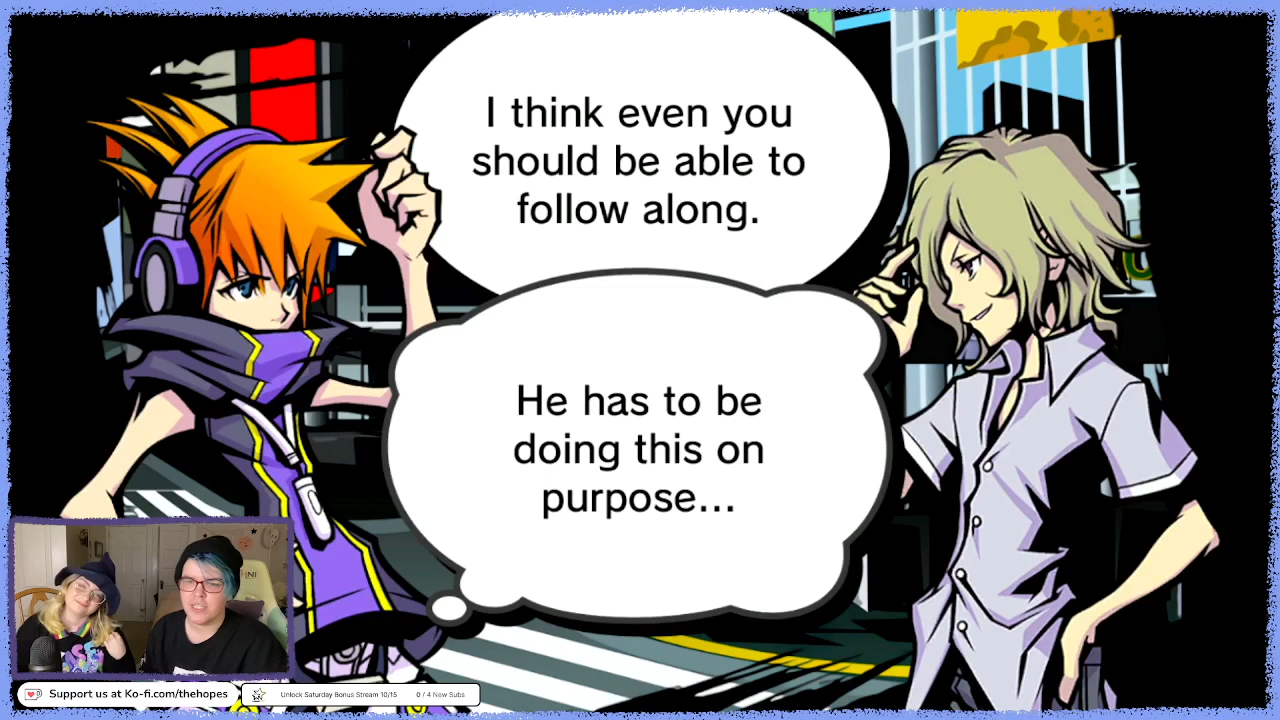 I think even you
should be able to
follow along.
He has to be
doing this on
purpose...
Support us at Ko-fi.com/thehopes
Unlock Saturday Bonus Stream 10/15
0 / 4 New Subs